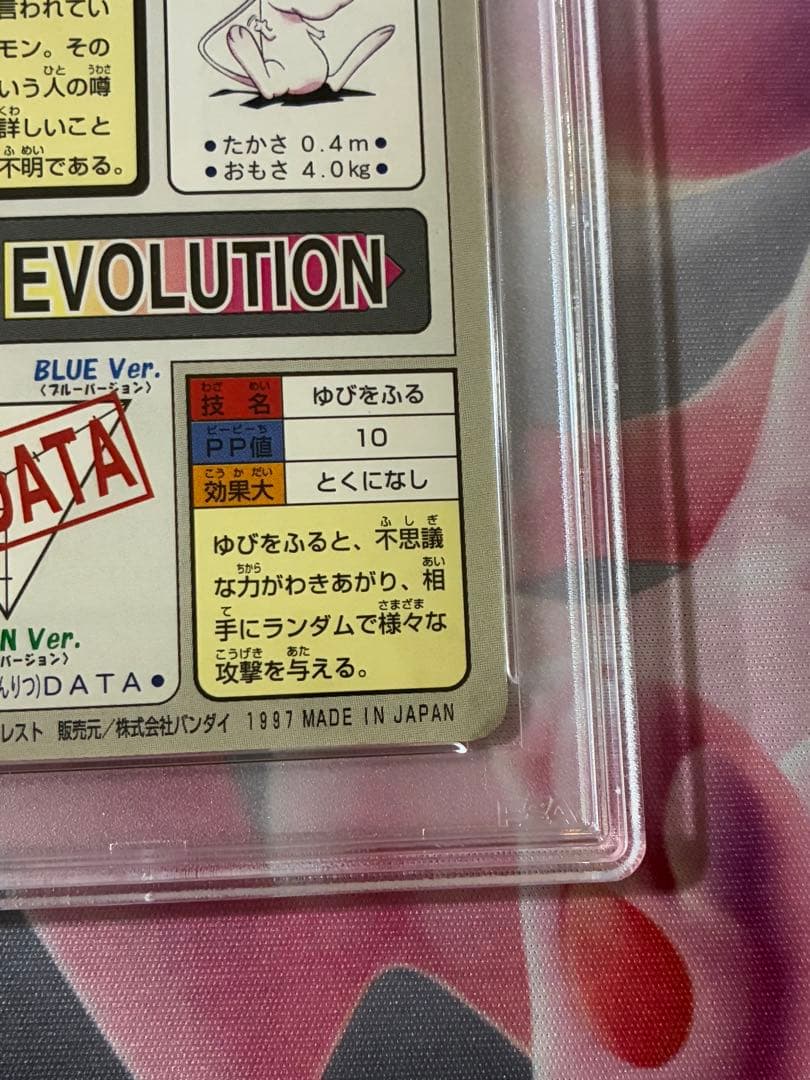 言われてい
モン。その
いう人の噂
詳しいこと
不明である。
●たかさ 0.4m●
●おもさ 4.0kg●
EVOLUTION
BLUE Ver.
〈ブルーバージョン〉
DATA
N Ver.
バージョン〉
んりつ)DATA●
技名 ゆびをふる
PP値 10
効果大 とくになし
ゆびをふると、不思議
な力がわきあがり、相
手にランダムで様々な
攻撃を与える。
レスト 販売元／株式会社バンダイ 1997 MADE IN JAPAN
PSA